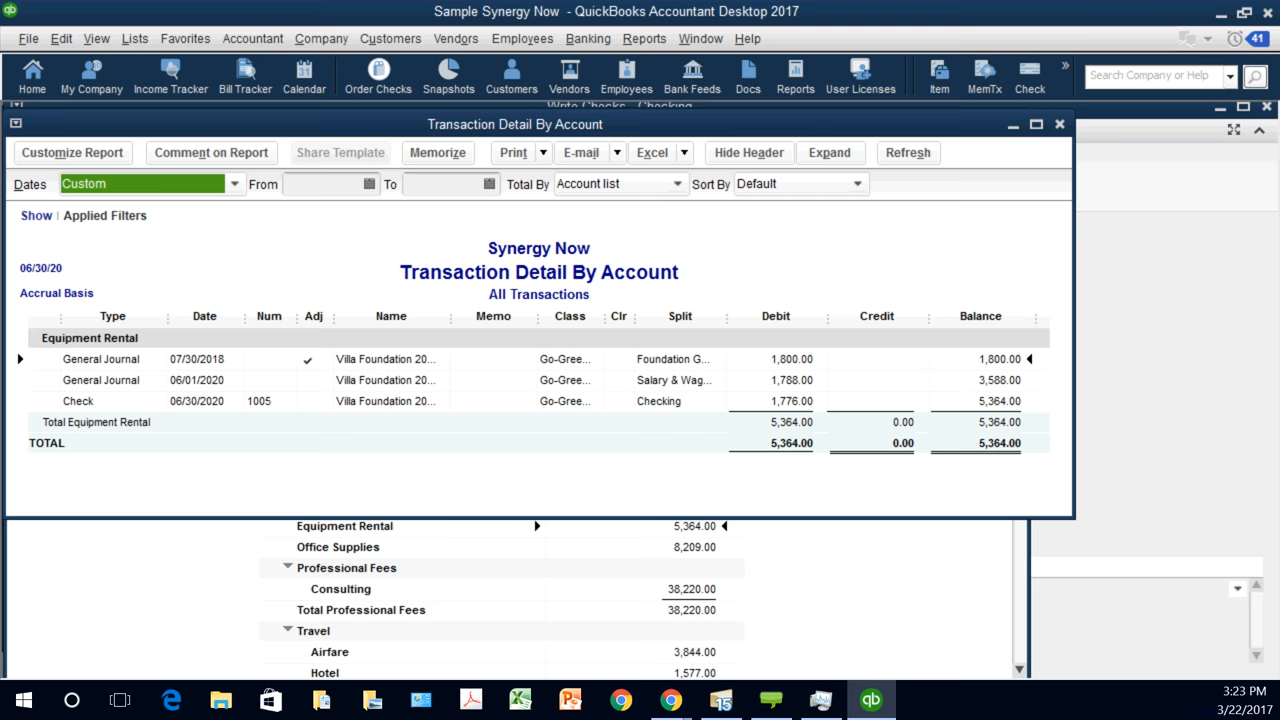 Sample Synergy Now - QuickBooks Accountant Desktop 2017
File Edit View Lists Favorites Accountant Company Customers Vendors Employees Banking Reports Window Help 41
Home My Company Income Tracker Bill Tracker Calendar Order Checks Snapshots Customers Vendors Employees Bank Feeds Docs Reports User Licenses Item MemTx Check » Search Company or Help
Write Checks - Checking
Transaction Detail By Account
Customize Report Comment on Report Share Template Memorize Print E-mail Excel Hide Header Expand Refresh
Dates Custom From To Total By Account list Sort By Default
Show | Applied Filters
Synergy Now
06/30/20 Transaction Detail By Account
Accrual Basis All Transactions
Type Date Num Adj Name Memo Class Clr Split Debit Credit Balance
Equipment Rental
General Journal 07/30/2018 ✓ Villa Foundation 20... Go-Gree... Foundation G... 1,800.00 1,800.00
General Journal 06/01/2020 Villa Foundation 20... Go-Gree... Salary & Wag... 1,788.00 3,588.00
Check 06/30/2020 1005 Villa Foundation 20... Go-Gree... Checking 1,776.00 5,364.00
Total Equipment Rental 5,364.00 0.00 5,364.00
TOTAL 5,364.00 0.00 5,364.00
Equipment Rental 5,364.00
Office Supplies 8,209.00
Professional Fees
Consulting 38,220.00
Total Professional Fees 38,220.00
Travel
Airfare 3,844.00
Hotel 1,577.00
3:23 PM
3/22/2017